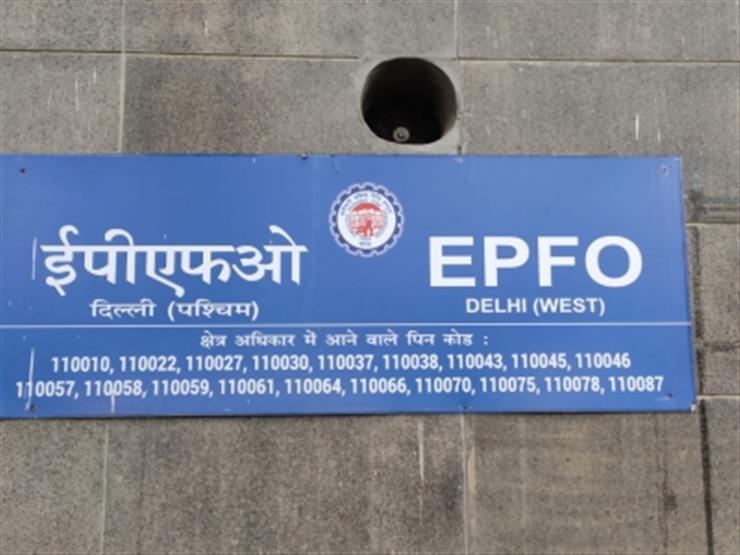 ईपीएफओ
दिल्ली (पश्चिम)
EPFO
DELHI (WEST)
क्षेत्र अधिकार में आने वाले पिन कोड :
110010, 110022, 110027, 110030, 110037, 110038, 110043, 110045, 110046
110057, 110058, 110059, 110061, 110064, 110066, 110070, 110075, 110078, 110087